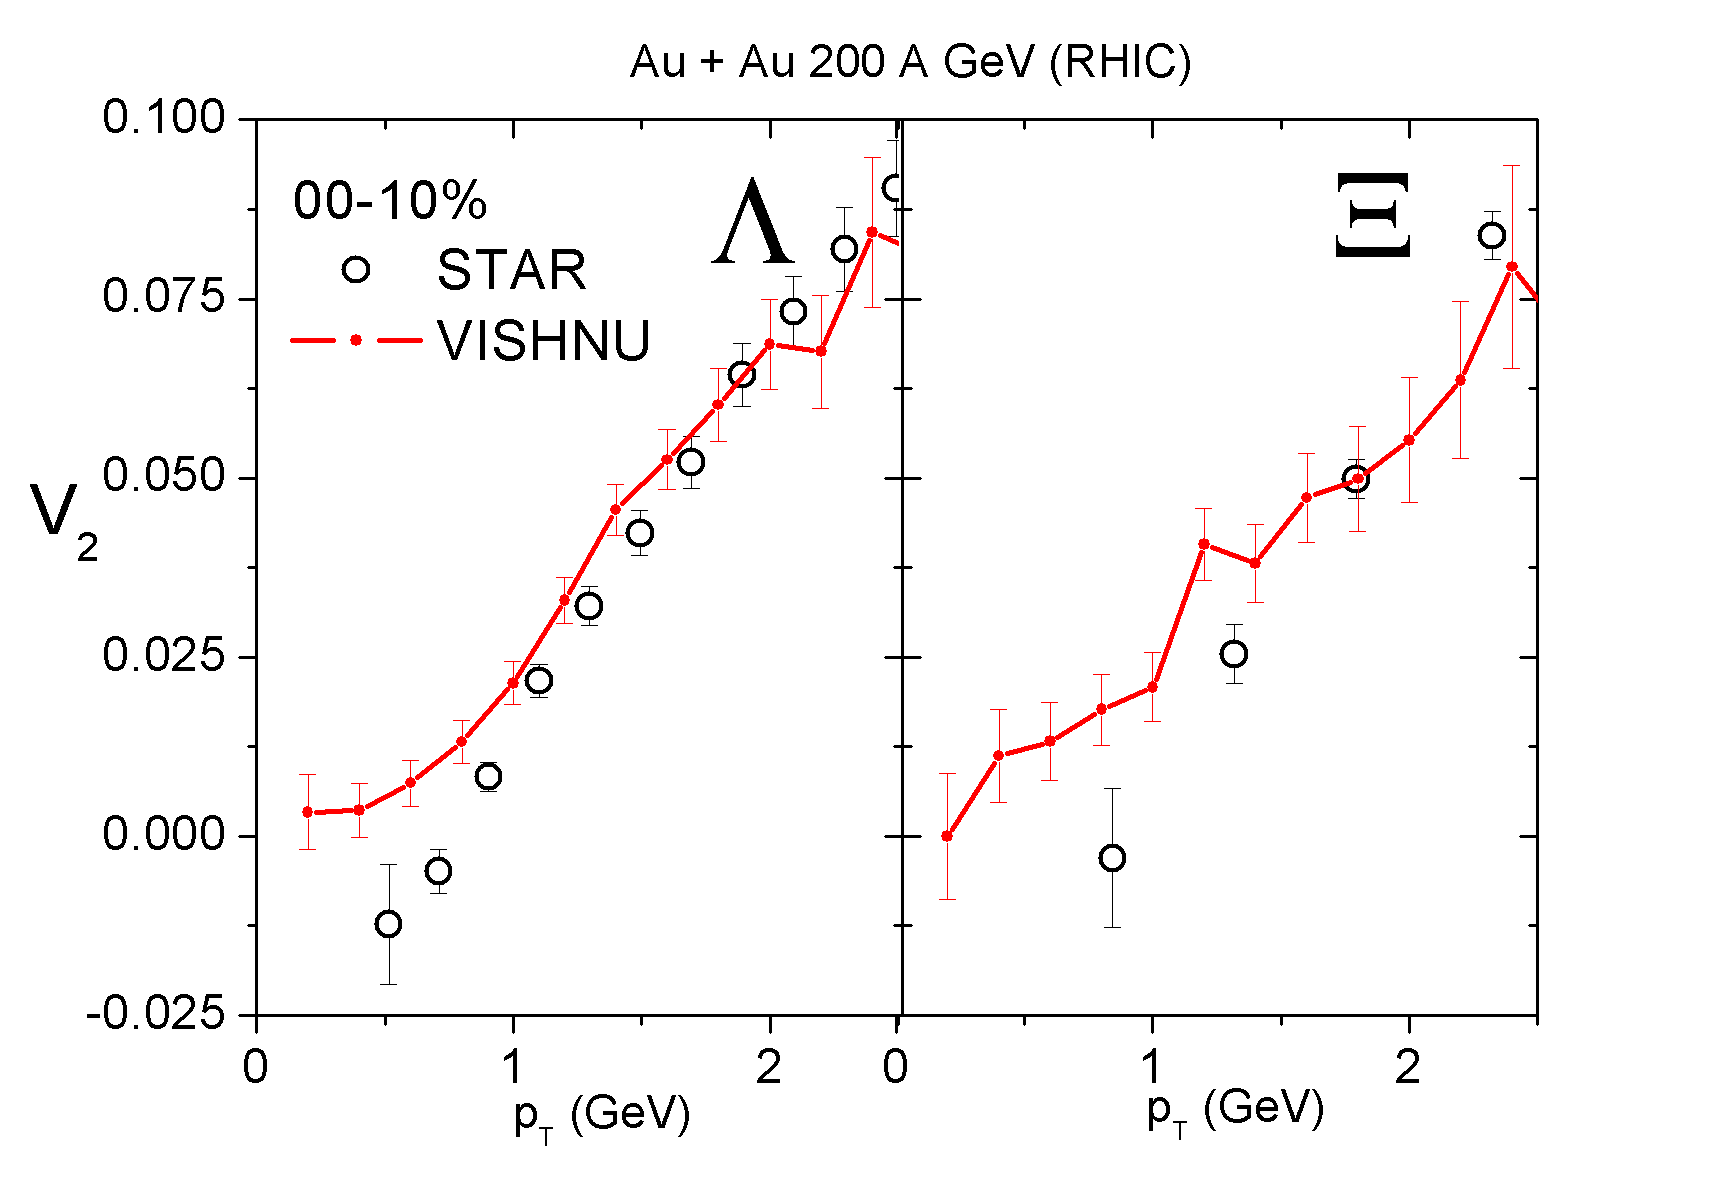 Au + Au 200 A GeV (RHIC)
0.100
0.075
0.050
0.025
0.000
-0.025
V2
00-10%
STAR
VISHNU
Λ
Ξ
0 1 2 0 1 2
pT (GeV) pT (GeV)